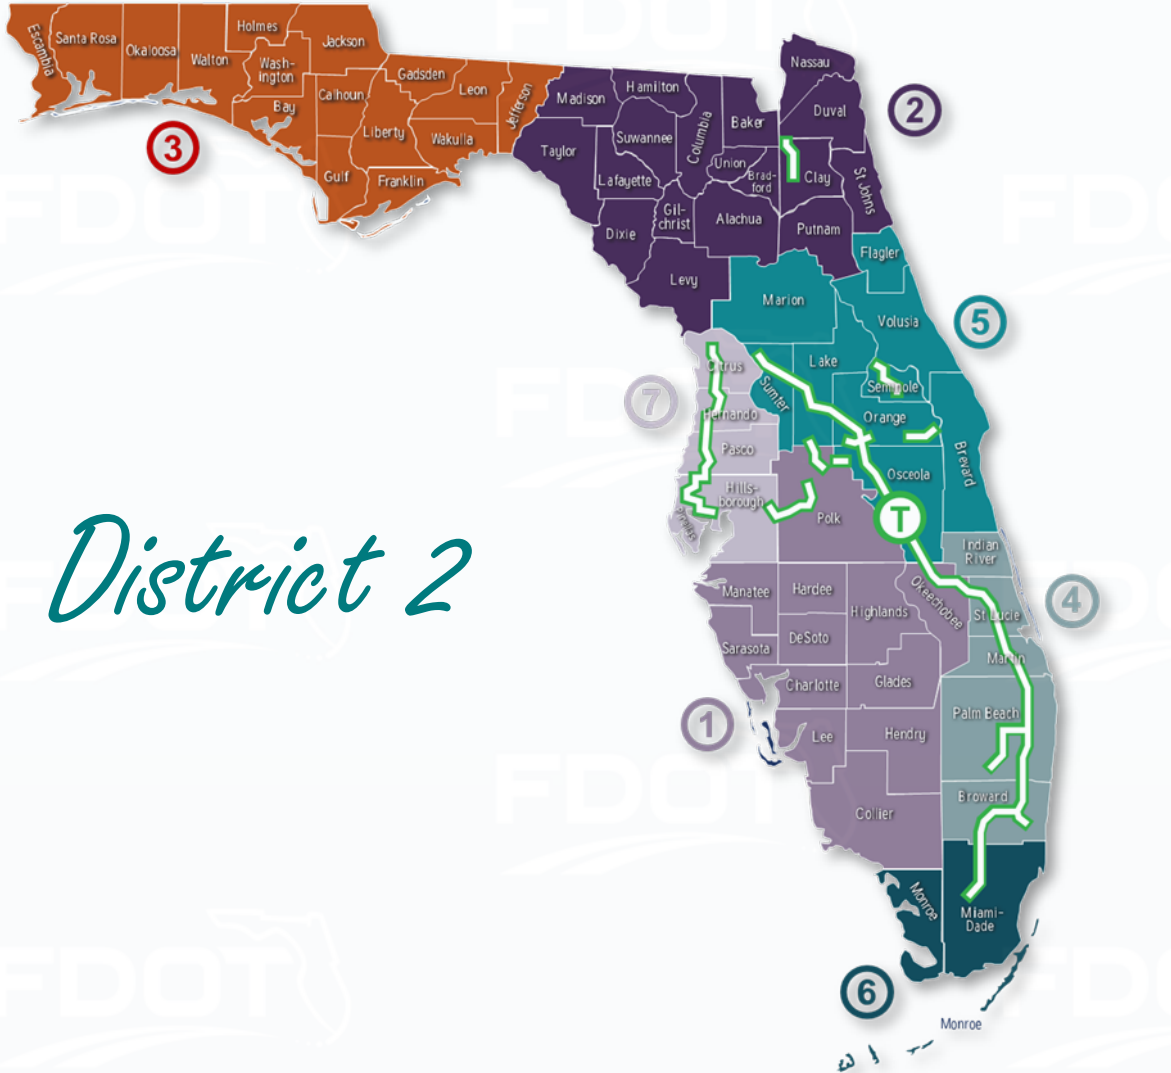 Escambia
Santa Rosa
Okaloosa
Walton
Holmes
Wash-
ington
Bay
Jackson
Calhoun
Gulf
Gadsden
Liberty
Franklin
Leon
Wakulla
Jefferson
3
Madison
Taylor
Hamilton
Suwannee
Lafayette
Dixie
Columbia
Gil-
christ
Levy
Baker
Union
Brad-
ford
Alachua
Nassau
Duval
Clay
St Johns
Putnam
2
Flagler
Marion
Volusia
5
Citrus
Sumter
Lake
Seminole
7
Hernando
Orange
Pasco
Brevard
Osceola
Hills-
borough
Polk
T
District 2
Indian
River
Manatee
Hardee
Highlands
Okeechobee
St Lucie
4
Sarasota
DeSoto
Martin
Charlotte
Glades
1
Lee
Hendry
Palm Beach
Broward
Collier
Monroe
Miami-
Dade
6
Monroe
FDOT
FDOT
FDOT
FDOT